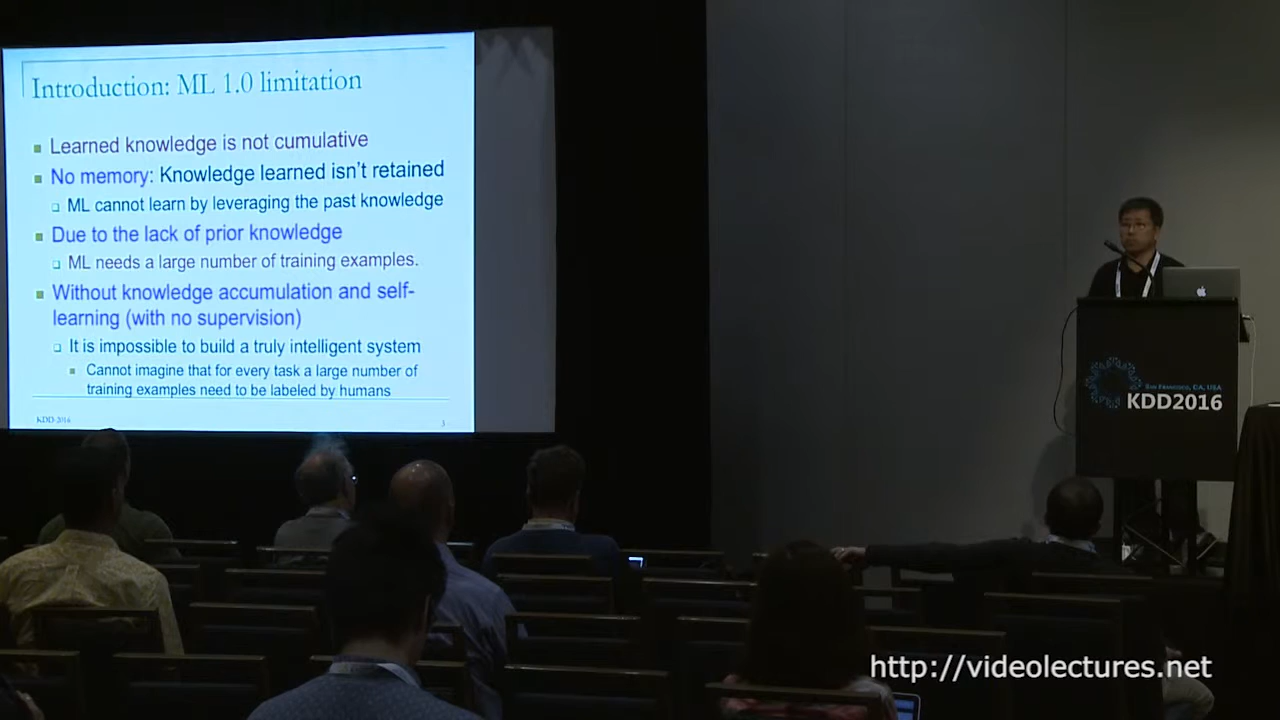 Introduction: ML 1.0 limitation
Learned knowledge is not cumulative
No memory: Knowledge learned isn't retained
ML cannot learn by leveraging the past knowledge
Due to the lack of prior knowledge
ML needs a large number of training examples.
Without knowledge accumulation and self-
learning (with no supervision)
It is impossible to build a truly intelligent system
Cannot imagine that for every task a large number of
training examples need to be labeled by humans
KDD-2016
3
SAN FRANCISCO, CA, USA
KDD2016
http://videolectures.net